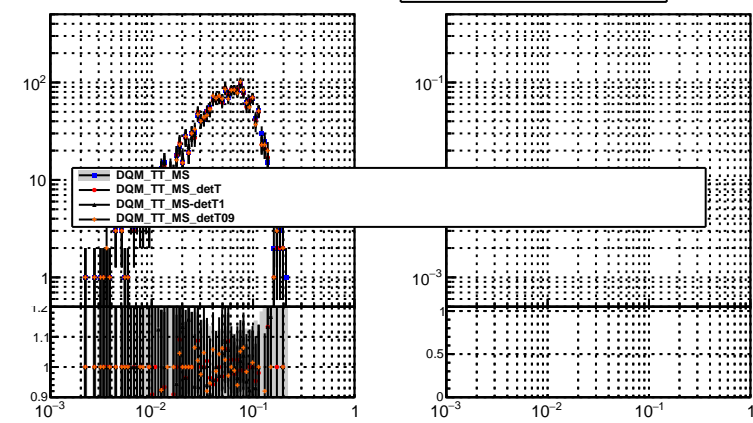 10²
10⁻¹
DQM_TT_MS
10
DQM_TT_MS_detT
DQM_TT_MS-detT1
DQM_TT_MS_detT09
1
10⁻³
1.2
1
1.1
1
0.5
0.9
0
10⁻³ 10⁻² 10⁻¹ 1
10⁻³ 10⁻² 10⁻¹ 1